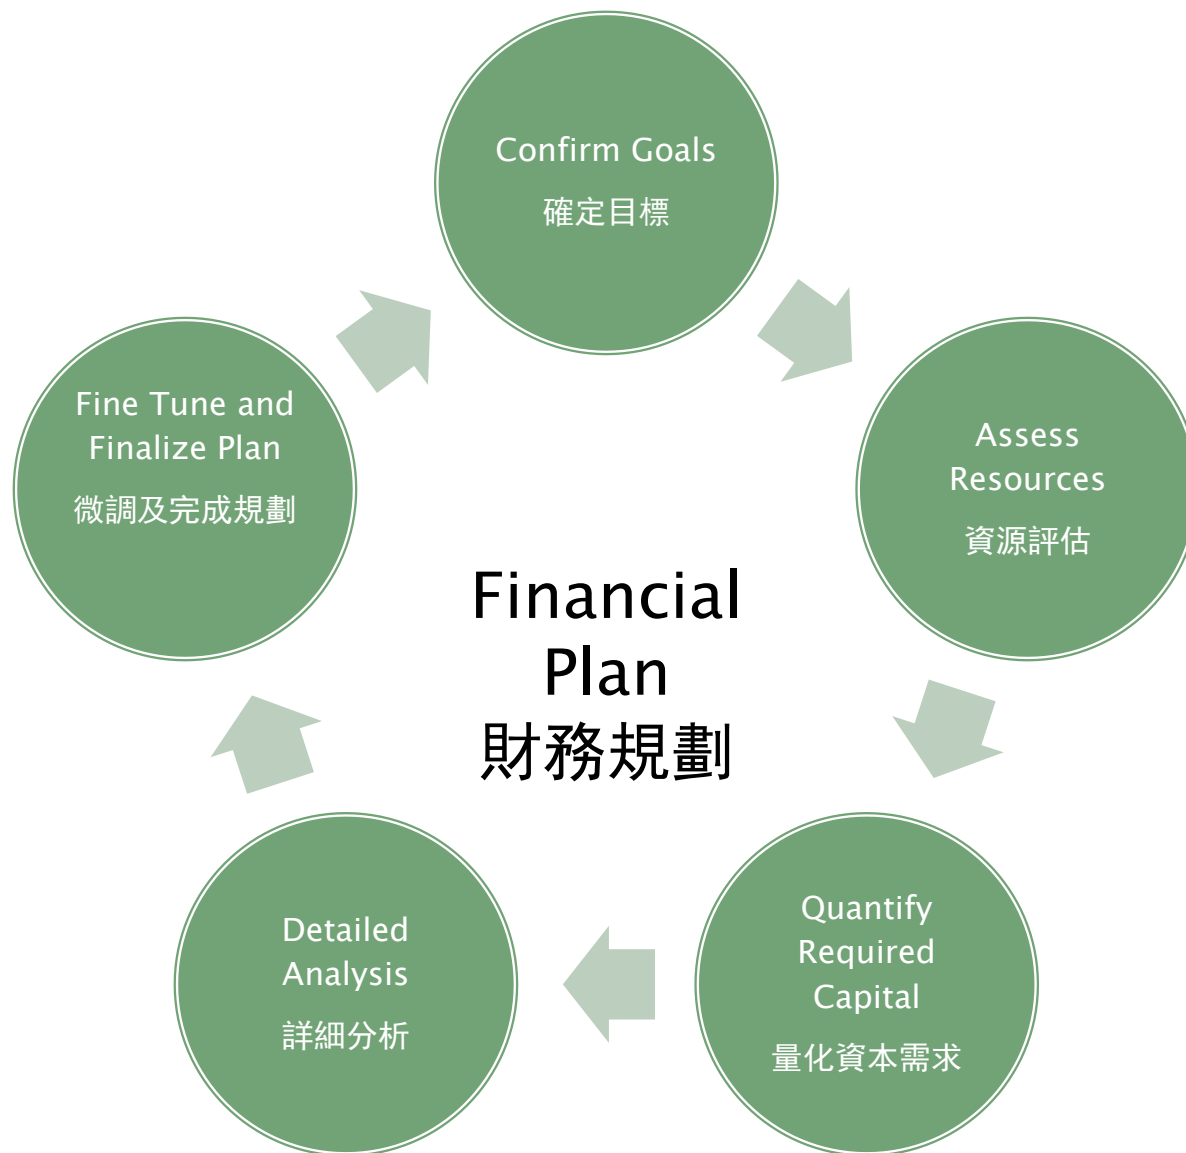 Confirm Goals
確定目標
Assess
Resources
資源評估
Quantify
Required
Capital
量化資本需求
Detailed
Analysis
詳細分析
Fine Tune and
Finalize Plan
微調及完成規劃
Financial
Plan
財務規劃